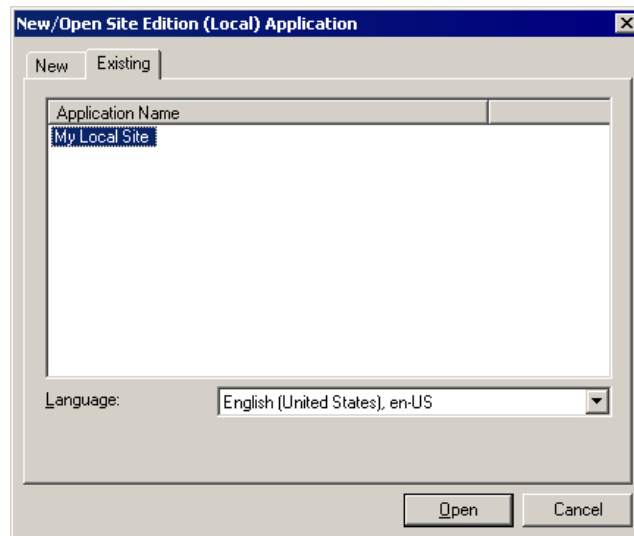 New/Open Site Edition (Local) Application
New Existing
Application Name
My Local Site
Language: English (United States), en-US
Open Cancel